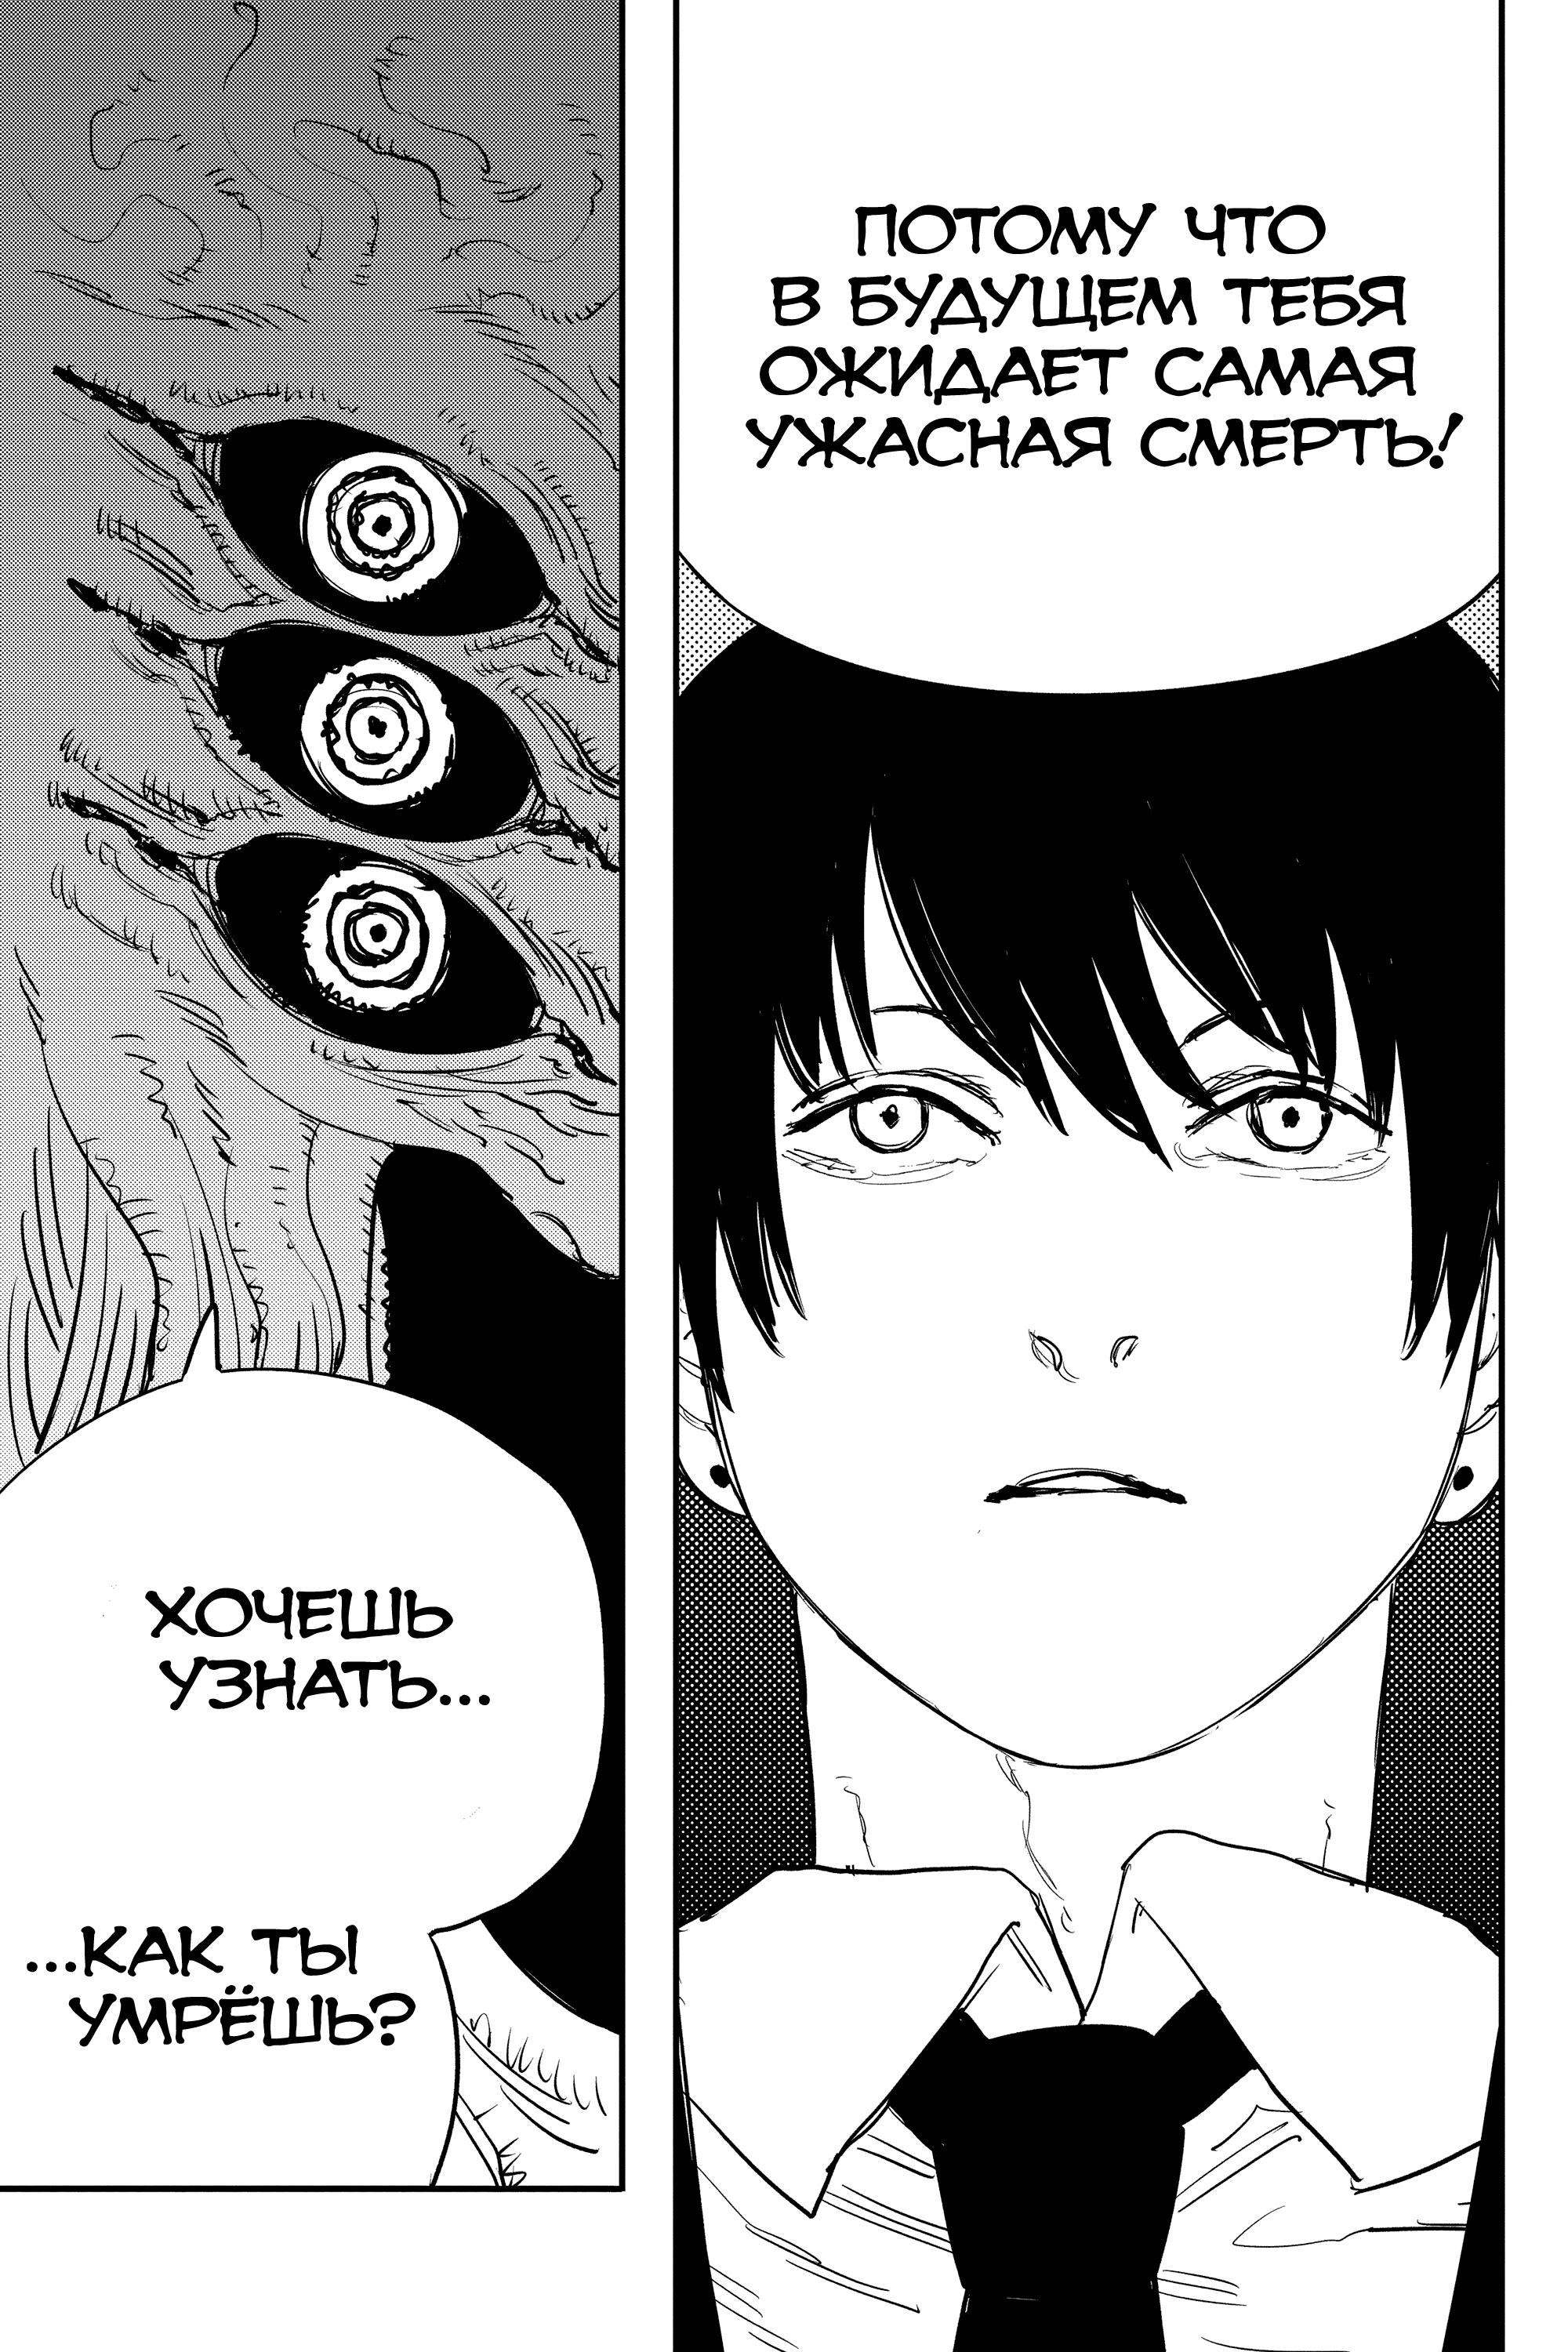 ПОТОМУ ЧТО
В БУДУЩЕМ ТЕБЯ
ОЖИДАЕТ САМАЯ
УЖАСНАЯ СМЕРТЬ!
ХОЧЕШЬ
УЗНАТЬ...
...КАК ТЫ
УМРЁШЬ?